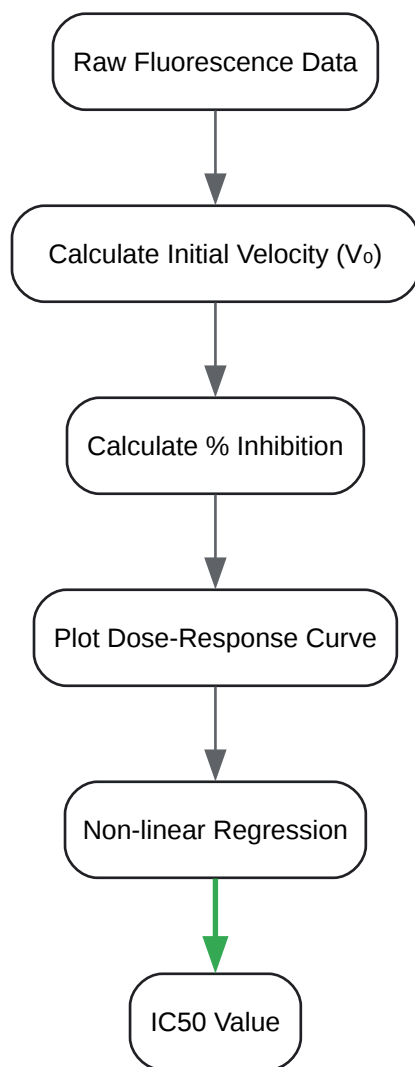 Raw Fluorescence Data
Calculate Initial Velocity (V₀)
Calculate % Inhibition
Plot Dose-Response Curve
Non-linear Regression
IC50 Value